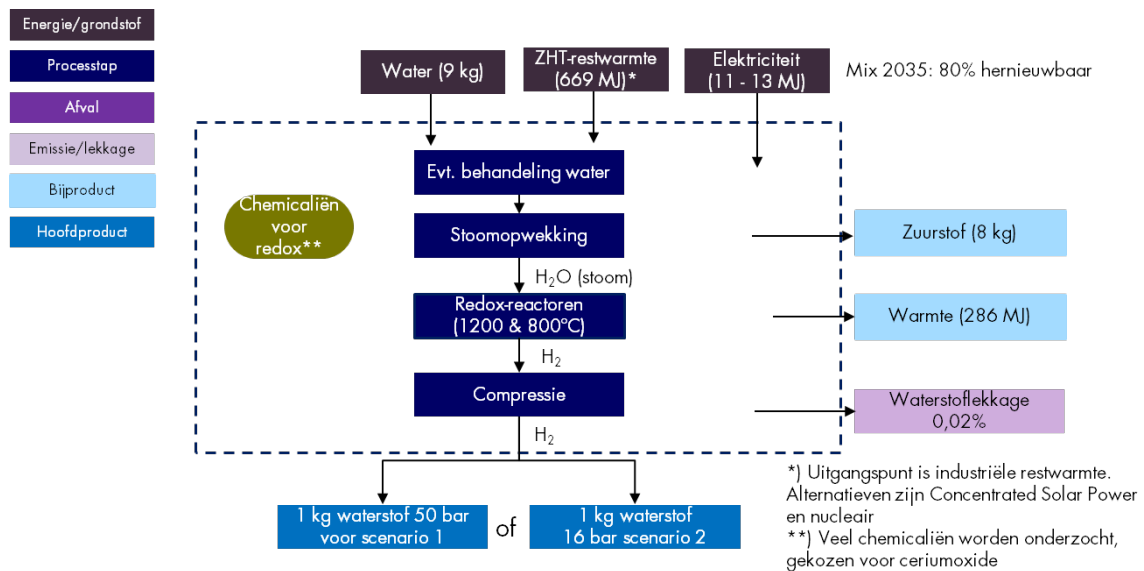 Energie/grondstof
Processtap
Afval
Emissie/lekkage
Bijproduct
Hoofdproduct
Water (9 kg)
ZHT-restwarmte
(669 MJ)*
Elektriciteit
(11 - 13 MJ)
Mix 2035: 80% hernieuwbaar
Evt. behandeling water
Chemicaliën
voor
redox**
Stoomopwekking
H₂O (stoom)
Redox-reactoren
(1200 & 800°C)
H₂
Compressie
H₂
Zuurstof (8 kg)
Warmte (286 MJ)
Waterstoflekkage
0,02%
1 kg waterstof 50 bar
voor scenario 1
of
1 kg waterstof
16 bar scenario 2
*) Uitgangspunt is industriële restwarmte.
Alternatieven zijn Concentrated Solar Power
en nucleair
**) Veel chemicaliën worden onderzocht,
gekozen voor ceriumoxide